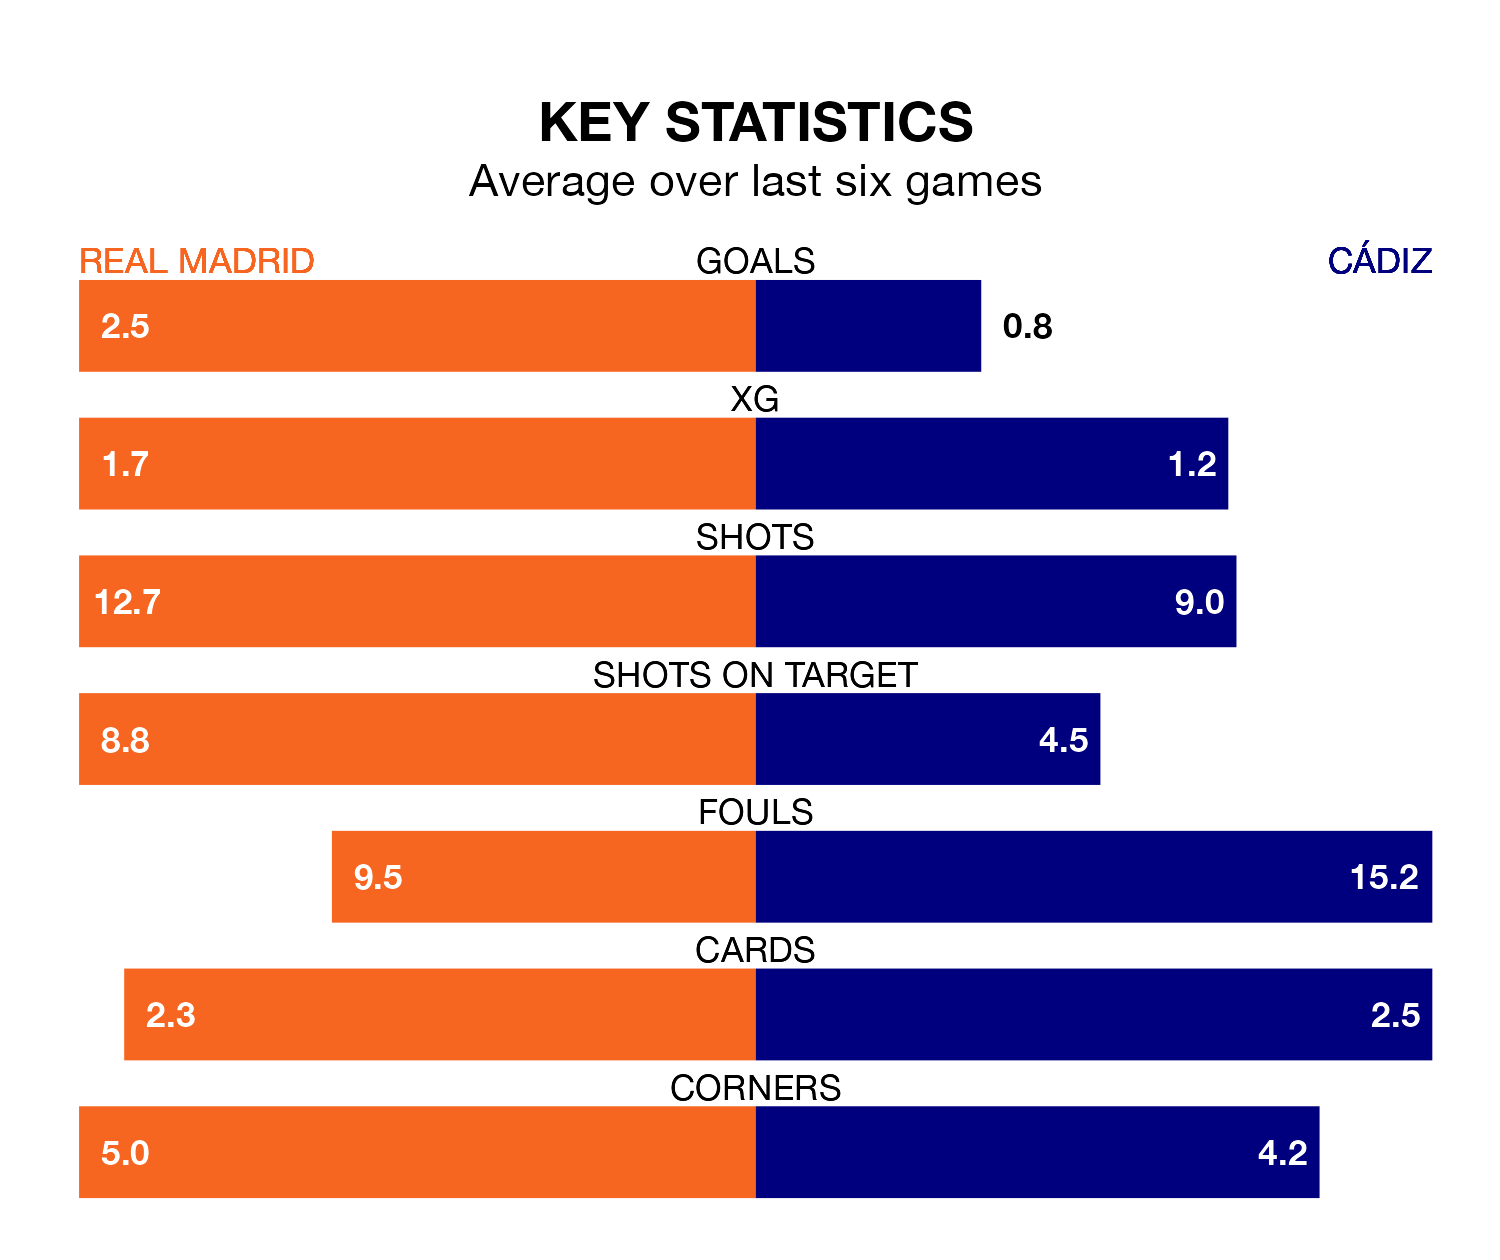 KEY STATISTICS
Average over last six games
REAL MADRID GOALS CÁDIZ
2.5 0.8
XG
1.7 1.2
SHOTS
12.7 9.0
SHOTS ON TARGET
8.8 4.5
FOULS
9.5 15.2
CARDS
2.3 2.5
CORNERS
5.0 4.2